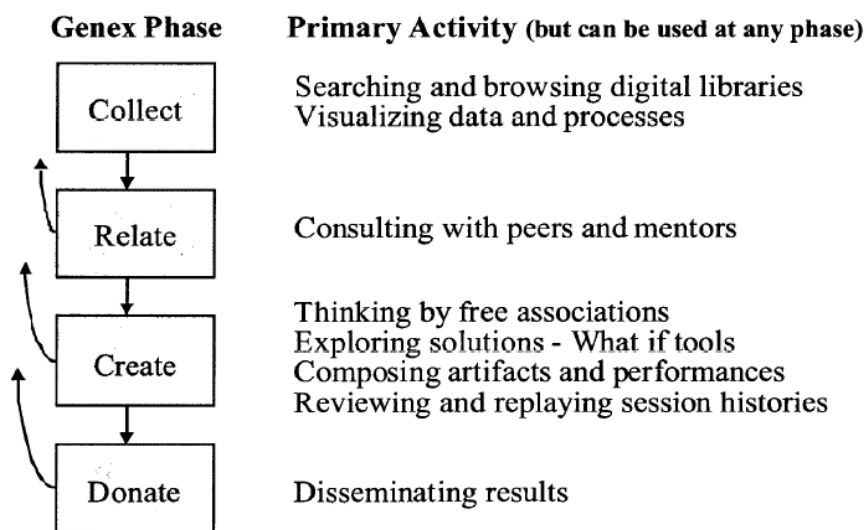 Genex Phase Primary Activity (but can be used at any phase)
Collect
Searching and browsing digital libraries
Visualizing data and processes
Relate
Consulting with peers and mentors
Create
Thinking by free associations
Exploring solutions - What if tools
Composing artifacts and performances
Reviewing and replaying session histories
Donate
Disseminating results